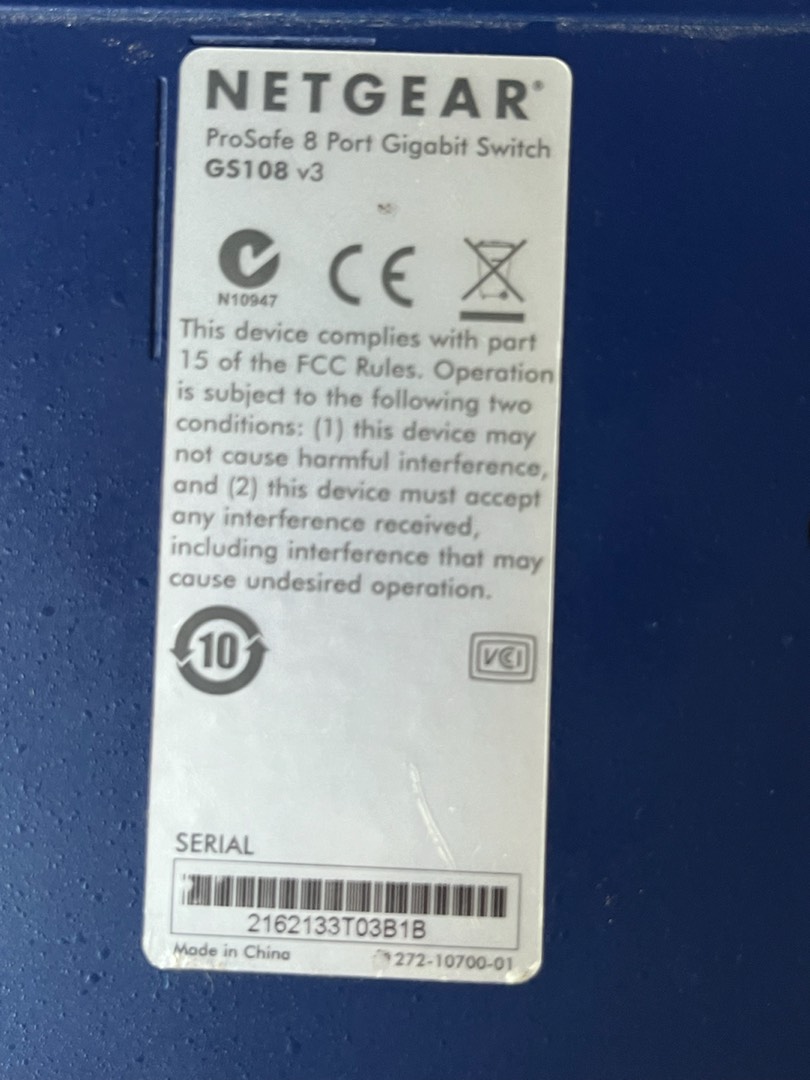 NETGEAR®
ProSafe 8 Port Gigabit Switch
GS108 v3
N10947
CE
This device complies with part
15 of the FCC Rules. Operation
is subject to the following two
conditions: (1) this device may
not cause harmful interference,
and (2) this device must accept
any interference received,
including interference that may
cause undesired operation.
10
VCI
SERIAL
2162133T03B1B
Made in China
272-10700-01